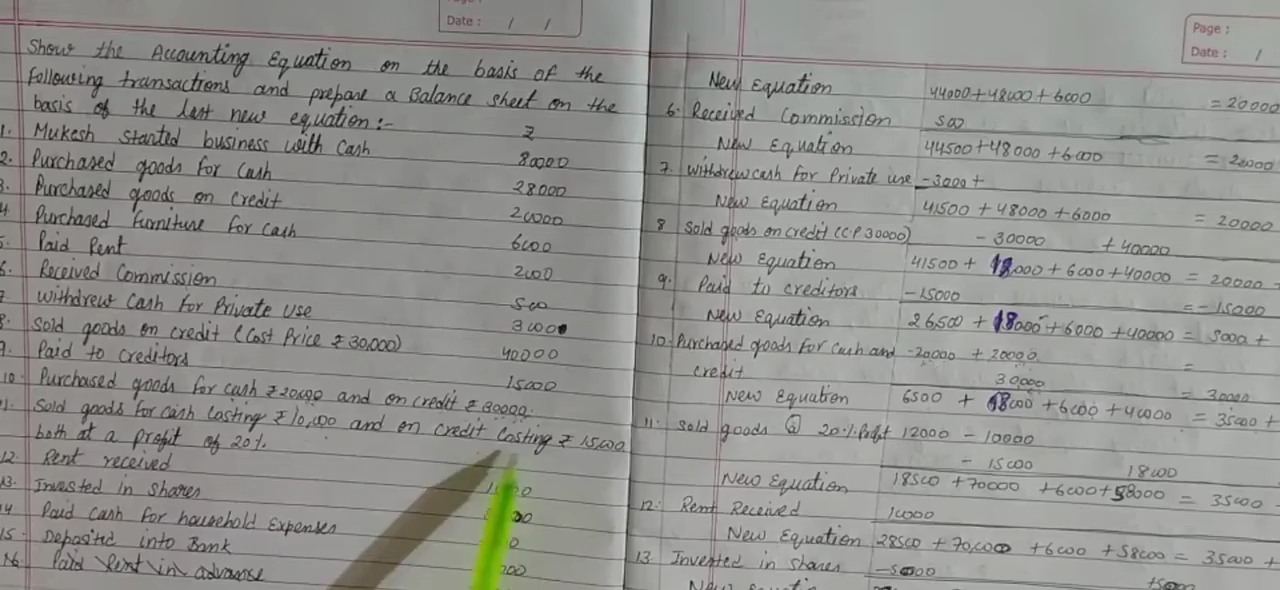 Date : / /
Show the Accounting Equation on the basis of the
following transactions and prepare a Balance sheet on the
basis of the last new equation:-
₹
1. Mukesh started business with Cash 80000
2. Purchased goods for Cash 28000
3. Purchased goods on credit 20000
4. Purchased furniture for cash 6000
5. Paid Rent 2000
6. Received Commission 500
7. Withdrew Cash for Private Use 3000
8. Sold goods on credit (Cost Price ₹ 30,000) 40000
9. Paid to creditors 15000
10. Purchased goods for cash ₹ 20000 and on credit ₹ 30000.
11. Sold goods for cash Costing ₹ 10,000 and on credit Costing ₹ 15,000
both at a profit of 20%.
12. Rent received
13. Invested in shares
14. Paid Cash for household Expenses
15. Deposited into Bank
16. Paid Rent in advance
Page :
Date : /
New Equation 44000+48000+6000 = 20000
6. Received Commission 500
New Equation 44500+48000+6000 = 20000
7. Withdrew cash for Private use -3000+
New Equation 41500+48000+6000 = 20000
8 Sold goods on credit (C.P 30000) -30000 +40000
New Equation 41500+18000+6000+40000 = 20000
9. Paid to creditors -15000 = -15000
New Equation 26500+18000+6000+40000 = 5000+
10. Purchased goods for cash and -20000 + 20000 =
credit 30000 = 30000
New Equation 6500 + 68000+6000+40000 = 35000+
11. Sold goods @ 20% Profit 12000 - 10000
- 15000 18000
New Equation 18500+70000 +6000+58000 = 35000
12. Rent Received 10000
New Equation 28500+70000+6000+58000 = 35000+
13. Invested in shares -5000 +5000